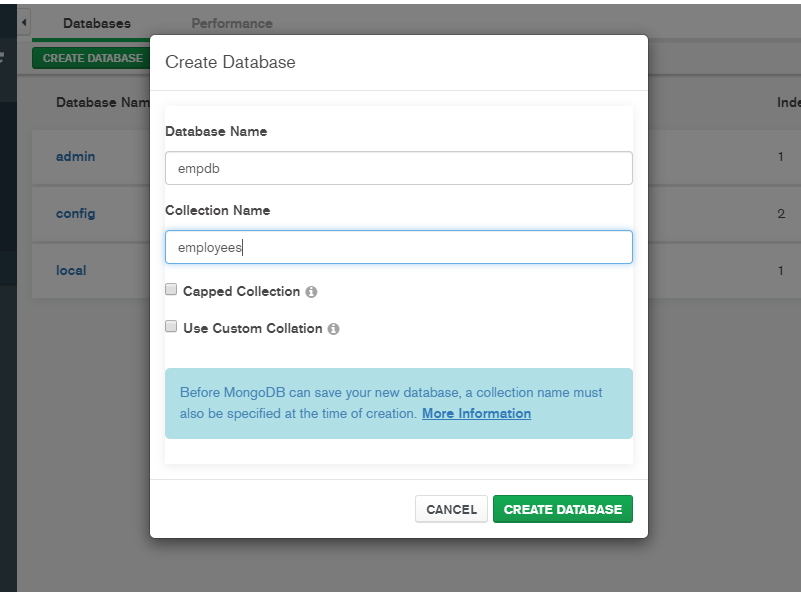 Databases Performance
CREATE DATABASE
Create Database
Database Nam
Inde
Database Name
empdb
admin
1
Collection Name
config
2
employees
local
1
Capped Collection
Use Custom Collation
Before MongoDB can save your new database, a collection name must
also be specified at the time of creation. More Information
CANCEL CREATE DATABASE